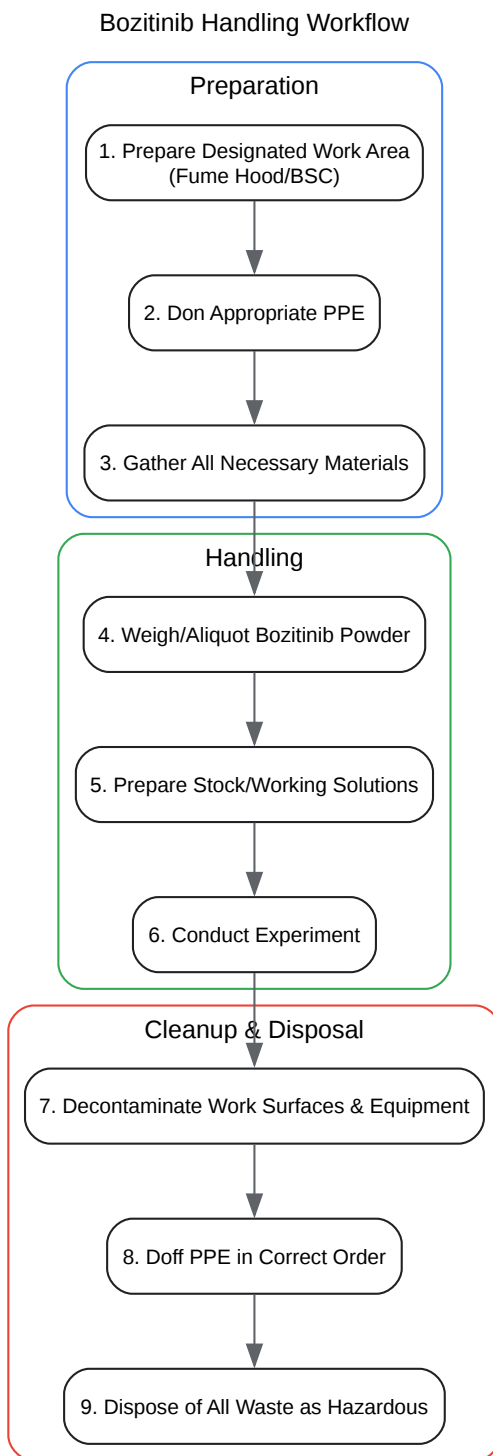 Bozitinib Handling Workflow
Preparation
1. Prepare Designated Work Area
(Fume Hood/BSC)
2. Don Appropriate PPE
3. Gather All Necessary Materials
Handling
4. Weigh/Aliquot Bozitinib Powder
5. Prepare Stock/Working Solutions
6. Conduct Experiment
Cleanup & Disposal
7. Decontaminate Work Surfaces & Equipment
8. Doff PPE in Correct Order
9. Dispose of All Waste as Hazardous